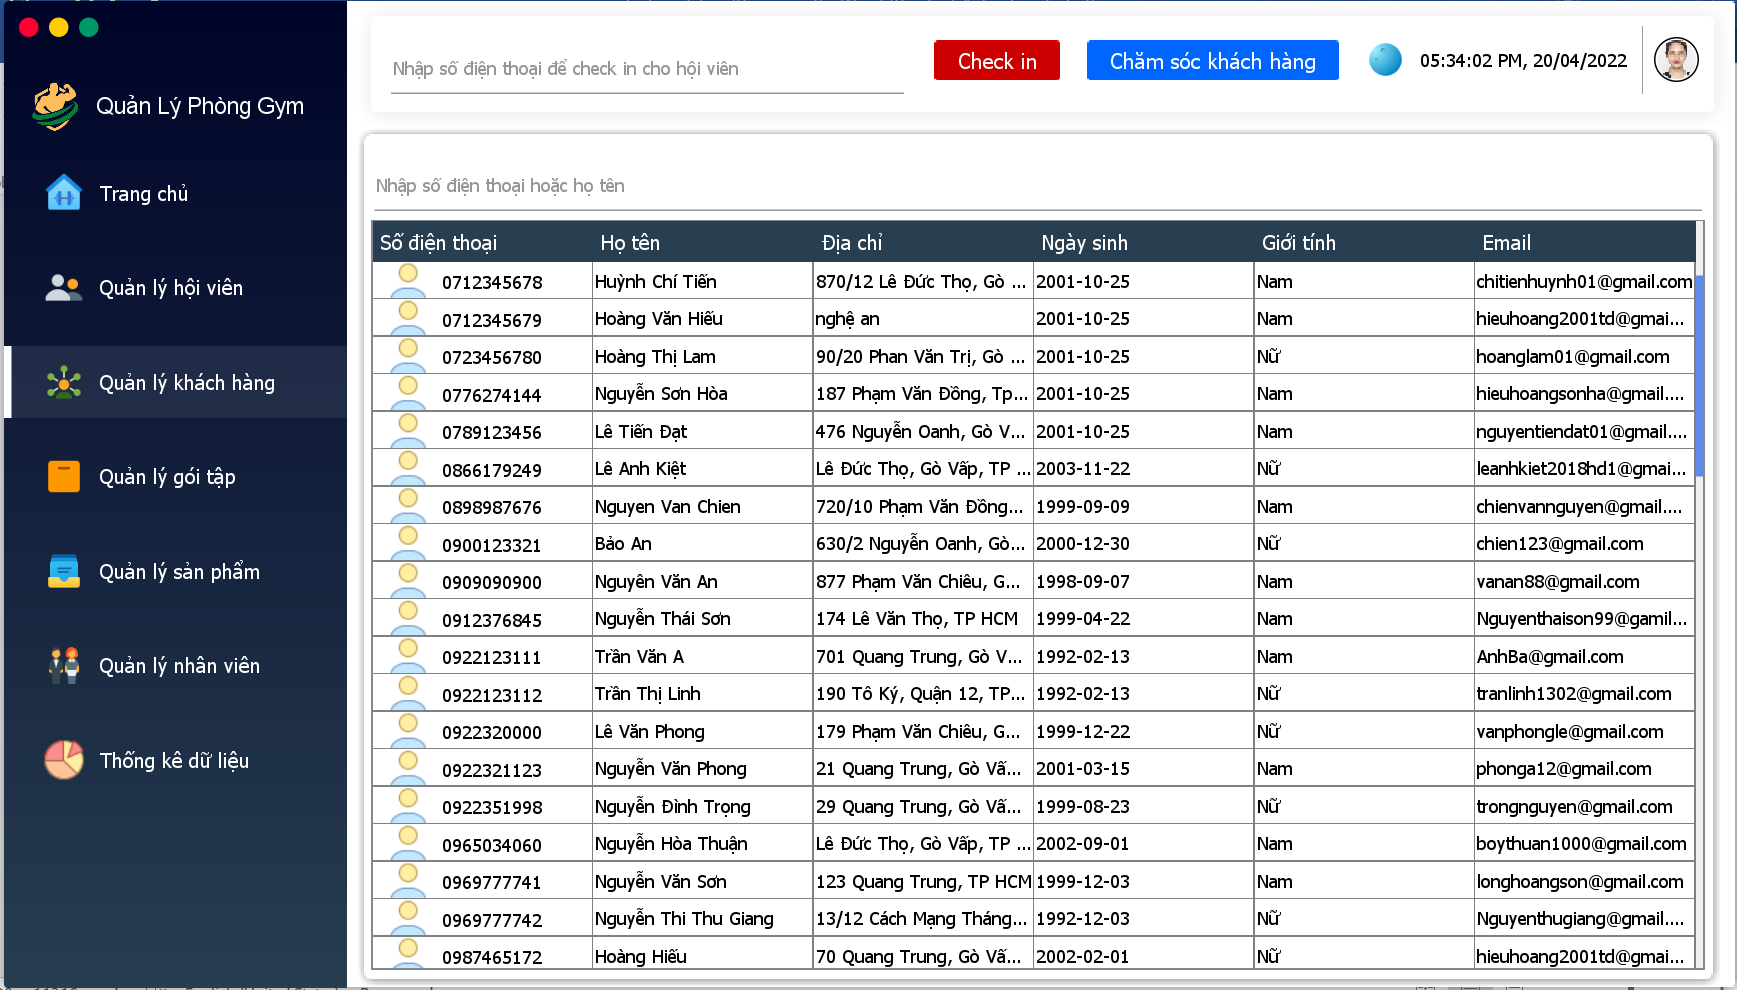 Quản Lý Phòng Gym
Trang chủ
Quản lý hội viên
Quản lý khách hàng
Quản lý gói tập
Quản lý sản phẩm
Quản lý nhân viên
Thống kê dữ liệu
Nhập số điện thoại để check in cho hội viên
Check in
Chăm sóc khách hàng
05:34:02 PM, 20/04/2022
Nhập số điện thoại hoặc họ tên
Số điện thoại Họ tên Địa chỉ Ngày sinh Giới tính Email
0712345678 Huỳnh Chí Tiến 870/12 Lê Đức Thọ, Gò ... 2001-10-25 Nam chitienhuynh01@gmail.com
0712345679 Hoàng Văn Hiếu nghệ an 2001-10-25 Nam hieuhoang2001td@gmai...
0723456780 Hoàng Thị Lam 90/20 Phan Văn Trị, Gò ... 2001-10-25 Nữ hoanglam01@gmail.com
0776274144 Nguyễn Sơn Hòa 187 Phạm Văn Đồng, Tp... 2001-10-25 Nam hieuhoangsonha@gmail....
0789123456 Lê Tiến Đạt 476 Nguyễn Oanh, Gò V... 2001-10-25 Nam nguyentiendat01@gmail....
0866179249 Lê Anh Kiệt Lê Đức Thọ, Gò Vấp, TP ... 2003-11-22 Nữ leanhkiet2018hd1@gmai...
0898987676 Nguyen Van Chien 720/10 Phạm Văn Đồng... 1999-09-09 Nam chienvannguyen@gmail....
0900123321 Bảo An 630/2 Nguyễn Oanh, Gò... 2000-12-30 Nữ chien123@gmail.com
0909090900 Nguyên Văn An 877 Phạm Văn Chiêu, G... 1998-09-07 Nam vanan88@gmail.com
0912376845 Nguyễn Thái Sơn 174 Lê Văn Thọ, TP HCM 1999-04-22 Nam Nguyenthaison99@gamil...
0922123111 Trần Văn A 701 Quang Trung, Gò V... 1992-02-13 Nam AnhBa@gmail.com
0922123112 Trần Thị Linh 190 Tô Ký, Quận 12, TP... 1992-02-13 Nữ tranlinh1302@gmail.com
0922320000 Lê Văn Phong 179 Phạm Văn Chiêu, G... 1999-12-22 Nữ vanphongle@gmail.com
0922321123 Nguyễn Văn Phong 21 Quang Trung, Gò Vấ... 2001-03-15 Nam phonga12@gmail.com
0922351998 Nguyễn Đình Trọng 29 Quang Trung, Gò Vấ... 1999-08-23 Nữ trongnguyen@gmail.com
0965034060 Nguyễn Hòa Thuận Lê Đức Thọ, Gò Vấp, TP ... 2002-09-01 Nam boythuan1000@gmail.com
0969777741 Nguyễn Văn Sơn 123 Quang Trung, TP HCM 1999-12-03 Nam longhoangson@gmail.com
0969777742 Nguyễn Thi Thu Giang 13/12 Cách Mạng Tháng... 1992-12-03 Nữ Nguyenthugiang@gmail....
0987465172 Hoàng Hiếu 70 Quang Trung, Gò Vấ... 2002-02-01 Nam hieuhoang2001td@gmai...